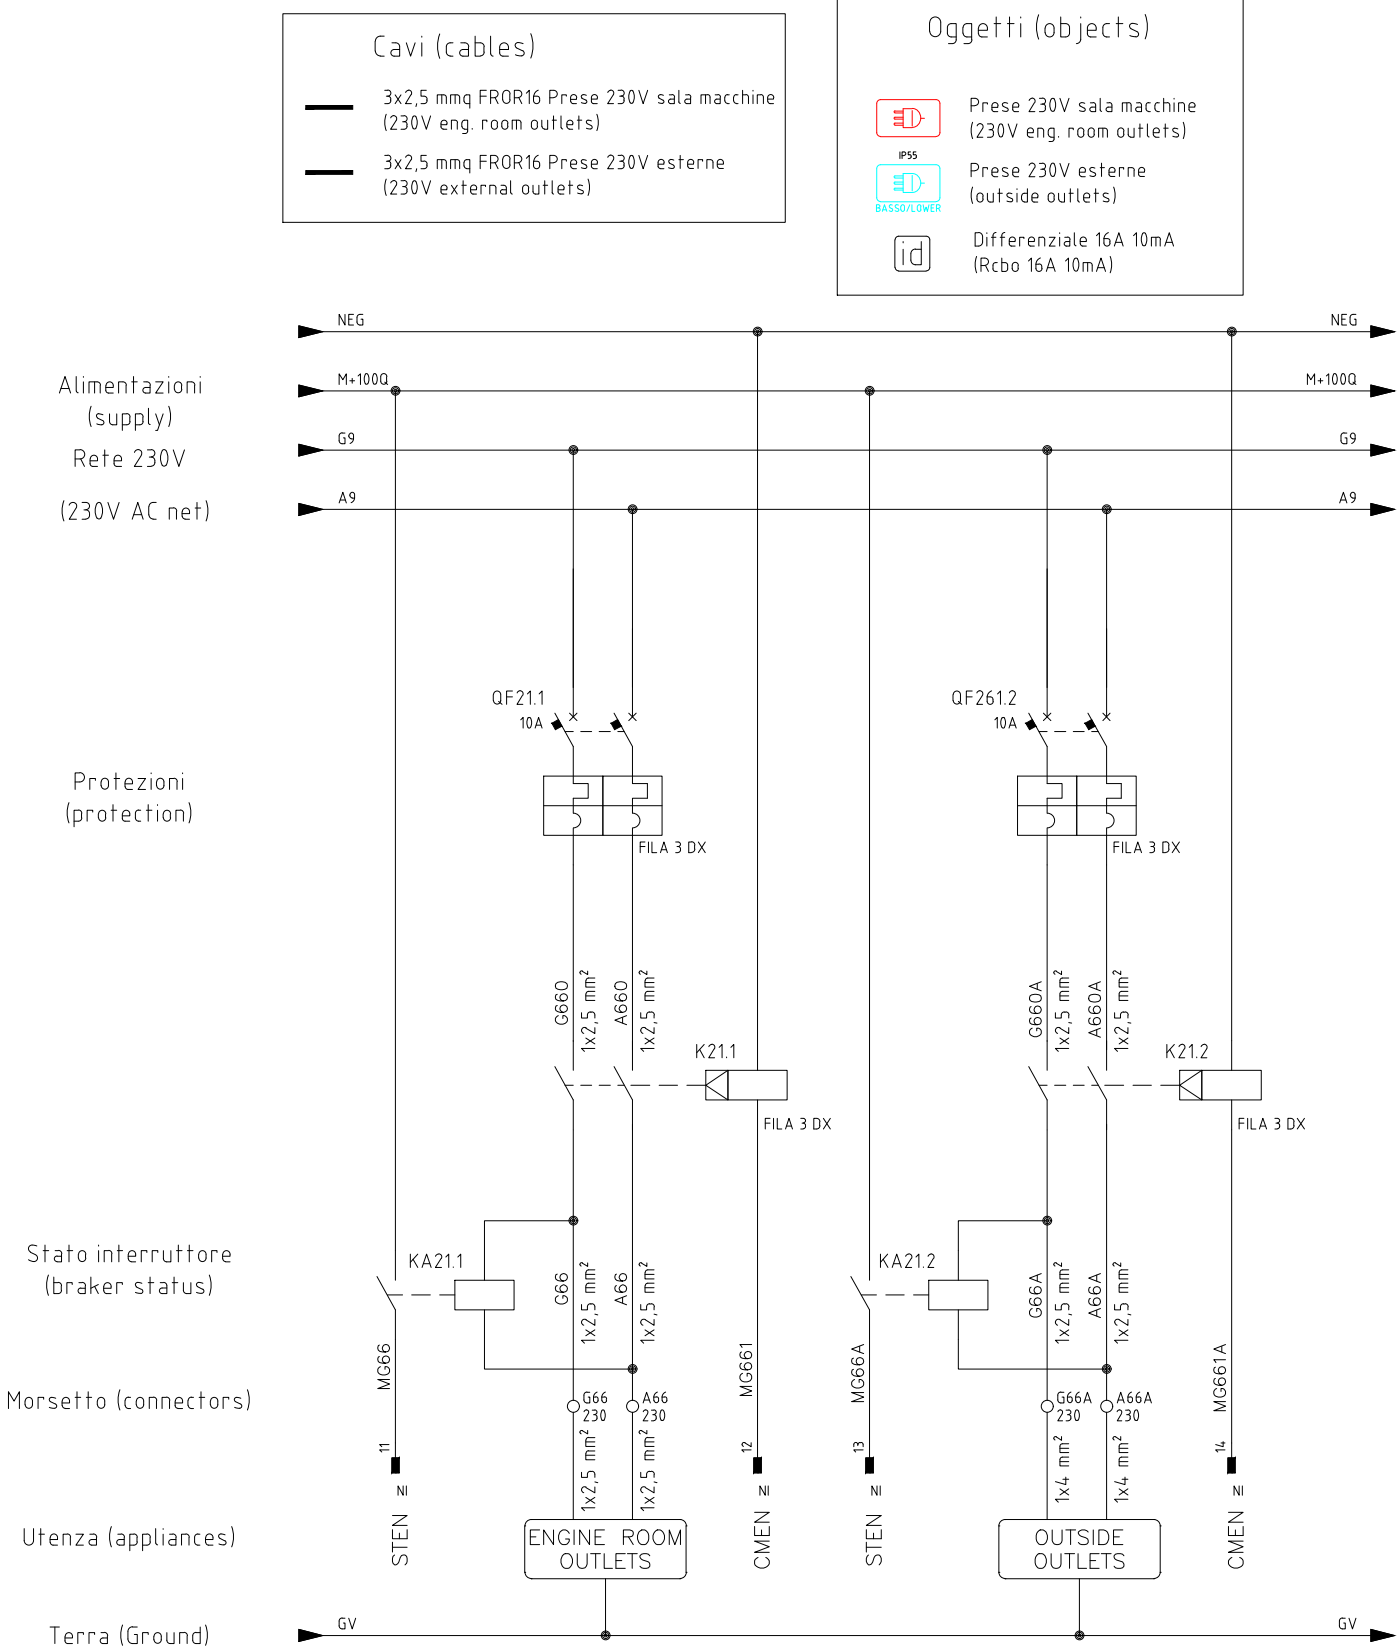 Cavi (cables)
3x2,5 mmq FROR16 Prese 230V sala macchine
(230V eng. room outlets)
3x2,5 mmq FROR16 Prese 230V esterne
(230V external outlets)
Oggetti (objects)
Prese 230V sala macchine
(230V eng. room outlets)
IP55
BASSO/LOWER
Prese 230V esterne
(outside outlets)
id
Differenziale 16A 10mA
(Rcbo 16A 10mA)
NEG
NEG
Alimentazioni
(supply)
M+100Q
M+100Q
Rete 230V
G9
G9
(230V AC net)
A9
A9
QF21.1
10A
QF261.2
10A
Protezioni
(protection)
FILA 3 DX
FILA 3 DX
G660
1x2,5 mm²
A660
1x2,5 mm²
G660A
1x2,5 mm²
A660A
1x2,5 mm²
K21.1
FILA 3 DX
K21.2
FILA 3 DX
Stato interruttore
(braker status)
KA21.1
KA21.2
G66
1x2,5 mm²
A66
1x2,5 mm²
G66A
1x2,5 mm²
A66A
1x2,5 mm²
MG66
MG661
MG66A
MG661A
Morsetto (connectors)
G66
230
A66
230
G66A
230
A66A
230
11
12
13
14
1x2,5 mm²
1x2,5 mm²
1x4 mm²
1x4 mm²
NI
NI
NI
NI
Utenza (appliances)
STEN
ENGINE ROOM
OUTLETS
CMEN
STEN
OUTSIDE
OUTLETS
CMEN
Terra (Ground)
GV
GV